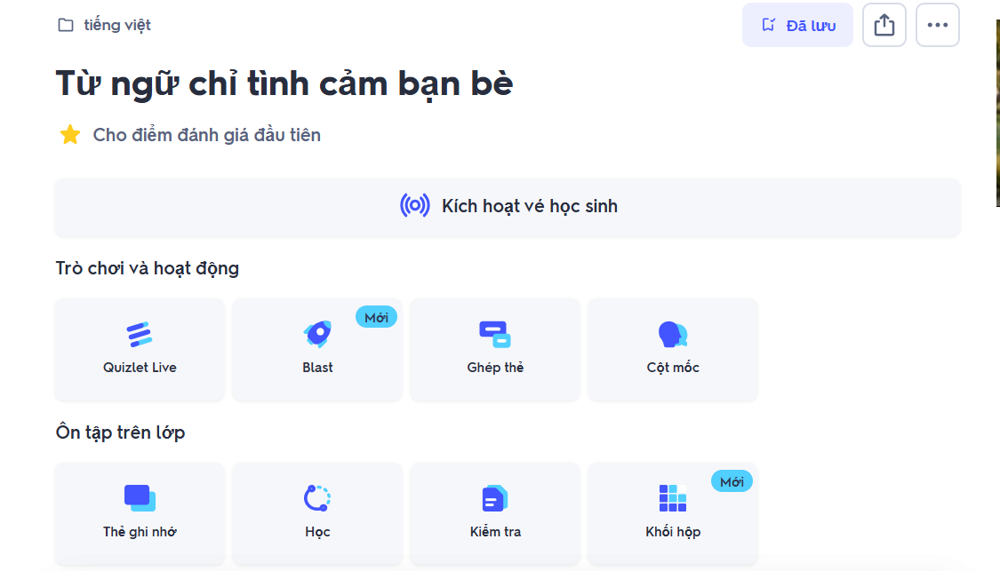 tiếng việt
Đã lưu
Từ ngữ chỉ tình cảm bạn bè
Cho điểm đánh giá đầu tiên
Kích hoạt vé học sinh
Trò chơi và hoạt động
Mới
Quizlet Live
Blast
Ghép thẻ
Cột mốc
Ôn tập trên lớp
Mới
Thẻ ghi nhớ
Học
Kiểm tra
Khối hộp